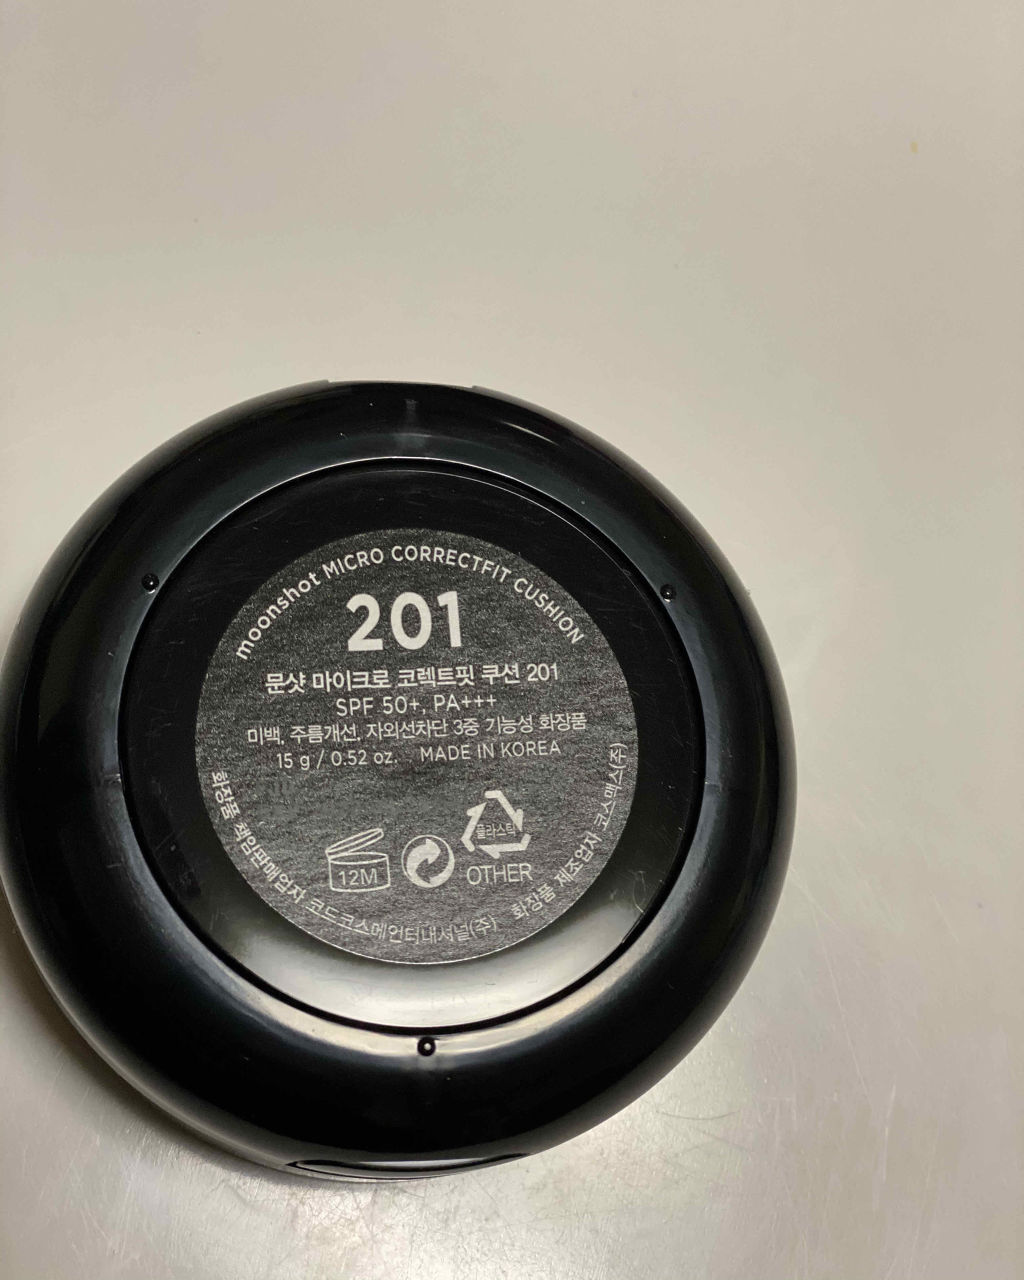 moonshot MICRO CORRECTFIT CUSHION
201
문샷 마이크로 코렉트핏 쿠션 201
SPF 50+, PA+++
미백, 주름개선, 자외선차단 3중 기능성 화장품
15 g / 0.52 oz. MADE IN KOREA
플라스틱
12M
OTHER
화장품 책임판매업자 코드코스메인터내셔널(주) 화장품 제조업자 코스맥스(주)